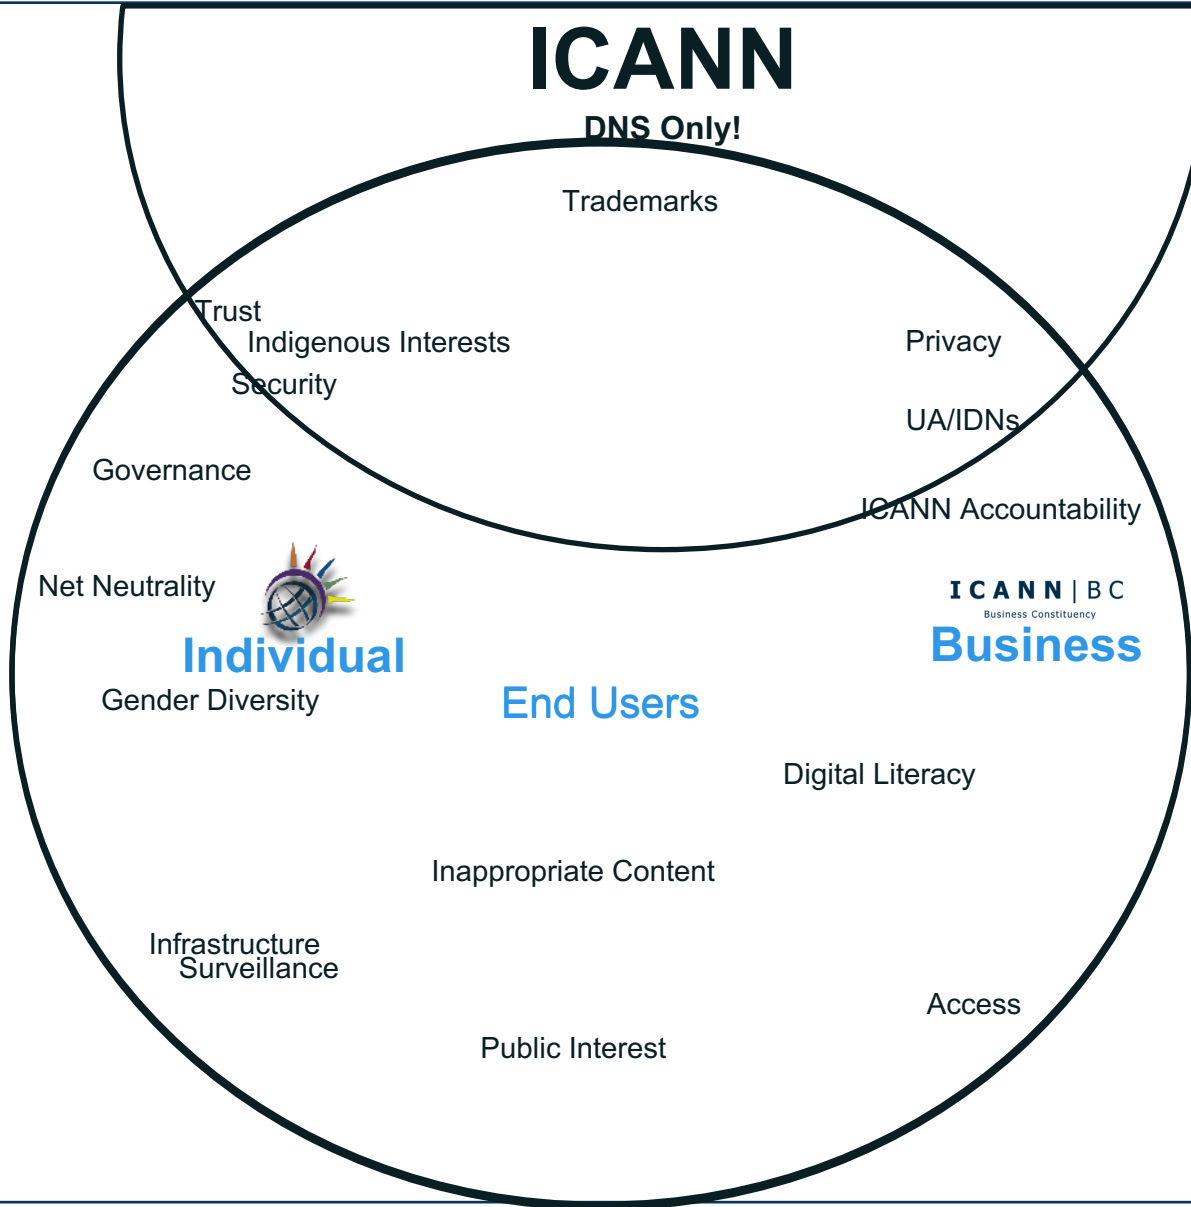 ICANN
DNS Only!
Trademarks
Trust
Indigenous Interests
Privacy
Security
UA/IDNs
Governance
ICANN Accountability
Net Neutrality
ICANN|BC
Business Constituency
Individual
Business
Gender Diversity
End Users
Digital Literacy
Inappropriate Content
Infrastructure
Surveillance
Access
Public Interest